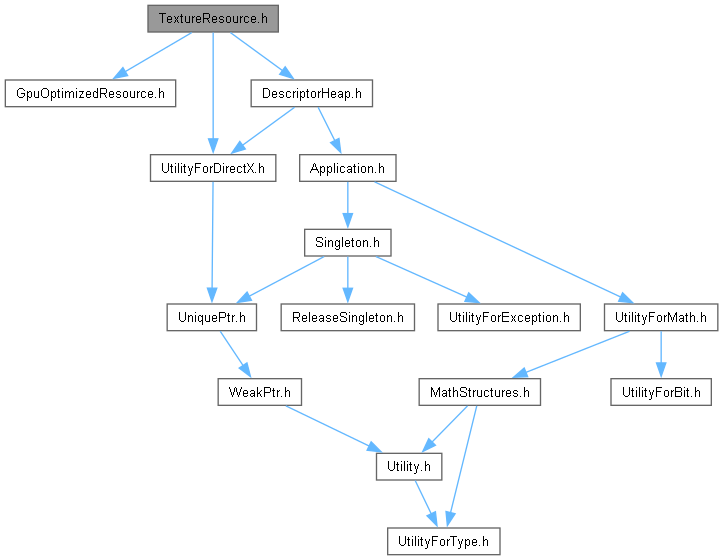 TextureResource.h
GpuOptimizedResource.h
DescriptorHeap.h
UtilityForDirectX.h
Application.h
Singleton.h
UniquePtr.h
ReleaseSingleton.h
UtilityForException.h
UtilityForMath.h
WeakPtr.h
MathStructures.h
UtilityForBit.h
Utility.h
UtilityForType.h